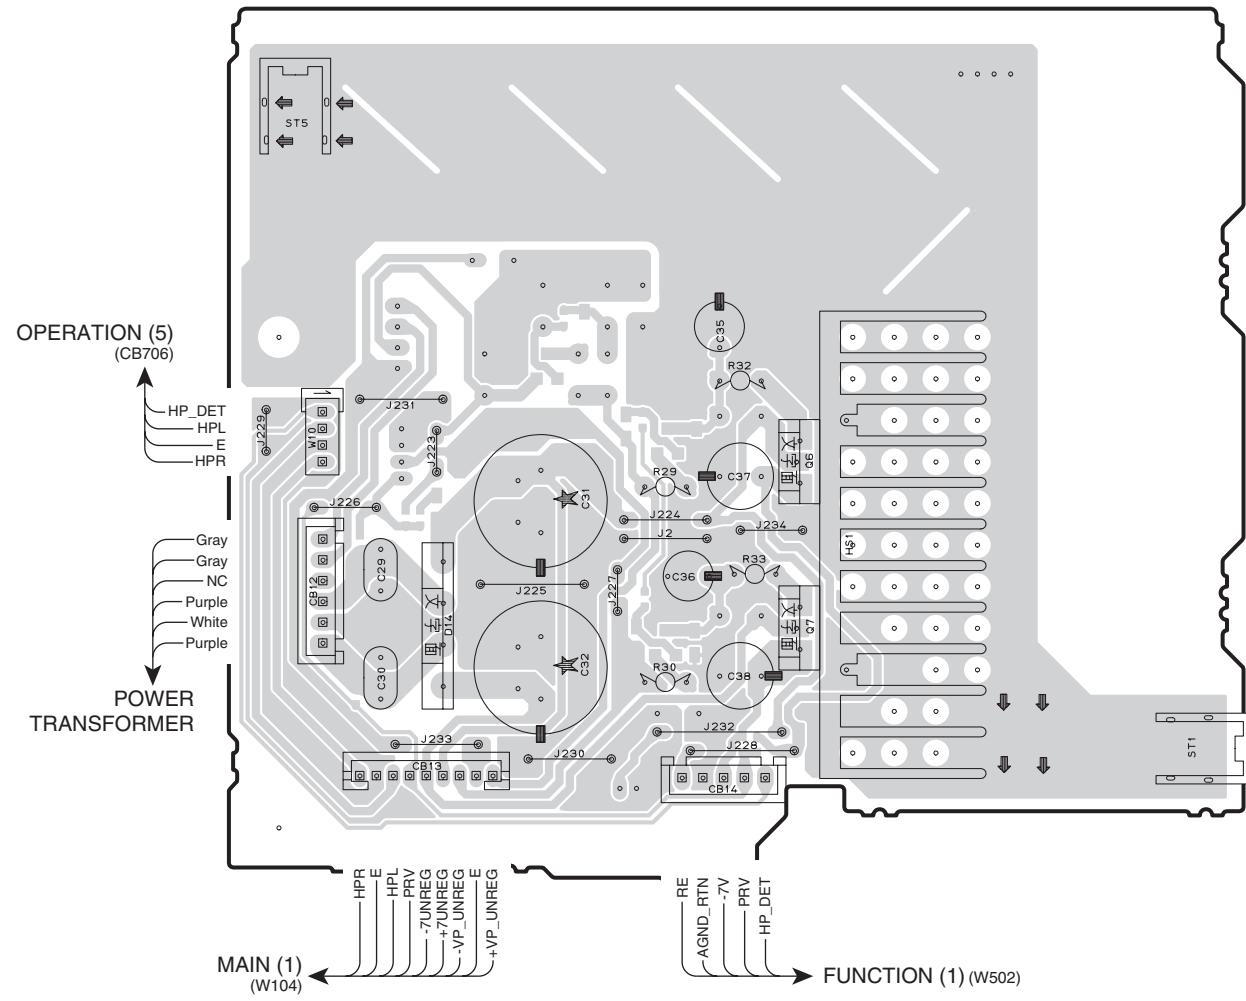 ST5
OPERATION (5)
(CB706)
HP_DET
HPL
E
HPR
J229
W10
1
J231
J223
J226
C35
R32
C31
R29
C37
Q6
J224
J2
J234
HS1
Gray
Gray
NC
Purple
White
Purple
POWER
TRANSFORMER
CB12
C29
C30
D14
J225
J227
C36
R33
Q7
C32
R30
C38
J232
J228
J233
CB13
J230
CB14
ST1
HPR
E
HPL
PRV
-7UNREG
+7UNREG
-VP_UNREG
E
+VP_UNREG
MAIN (1)
(W104)
RE
AGND_RTN
-7V
PRV
HP_DET
FUNCTION (1) (W502)